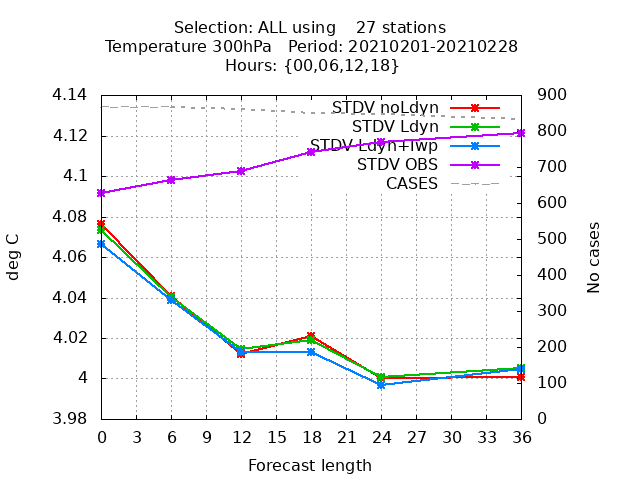 Selection: ALL using    27 stations
Temperature 300hPa   Period: 20210201-20210228
Hours: {00,06,12,18}
4.14
4.12
4.1
4.08
4.06
4.04
4.02
4
3.98
deg C
STDV noLdyn
STDV Ldyn
STDV Ldyn+lwp
STDV OBS
CASES
900
800
700
600
500
400
300
200
100
0
No cases
0 3 6 9 12 15 18 21 24 27 30 33 36
Forecast length